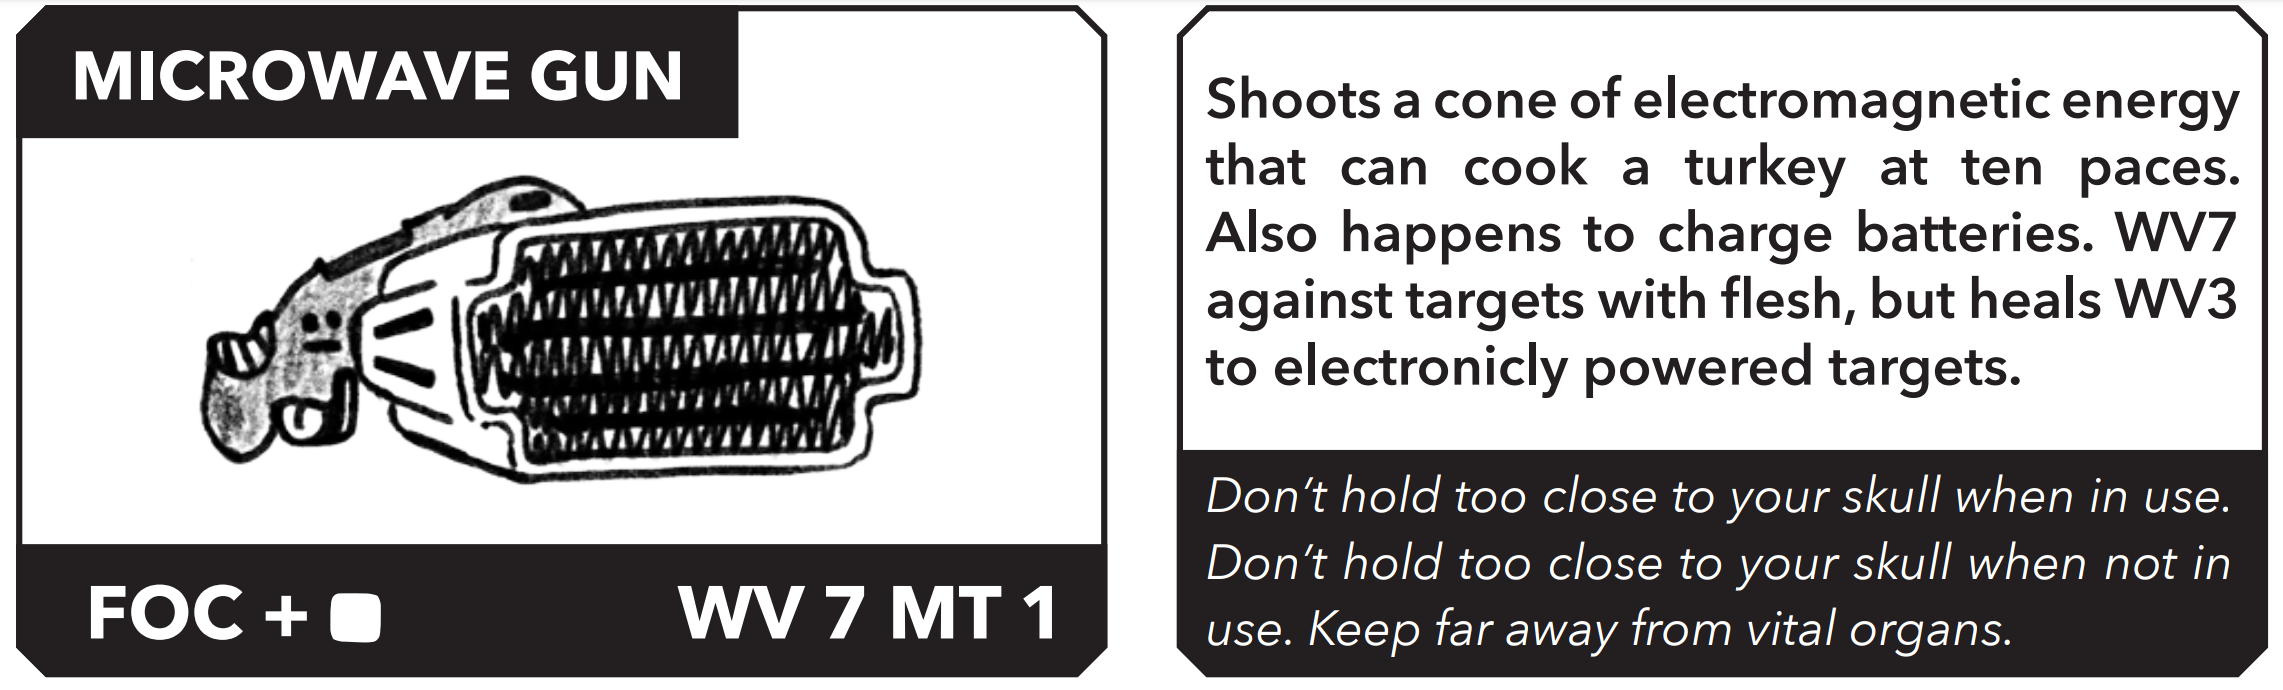 MICROWAVE GUN
FOC +
WV 7 MT 1
Shoots a cone of electromagnetic energy
that can cook a turkey at ten paces.
Also happens to charge batteries. WV7
against targets with flesh, but heals WV3
to electronicly powered targets.
Don’t hold too close to your skull when in use.
Don’t hold too close to your skull when not in
use. Keep far away from vital organs.